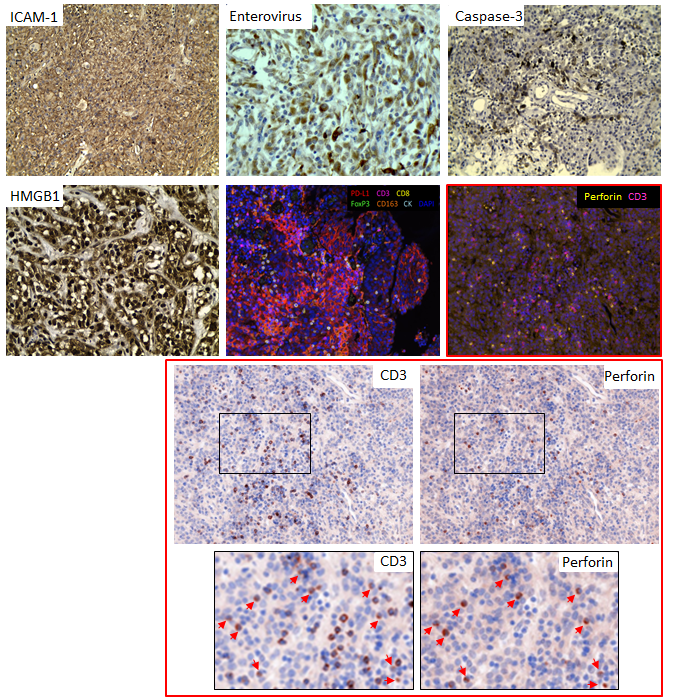 ICAM-1
Enterovirus
Caspase-3
HMGB1
PD-L1 CD3 CD8
FoxP3 CD163 CK DAPI
Perforin CD3
CD3
Perforin
CD3
Perforin